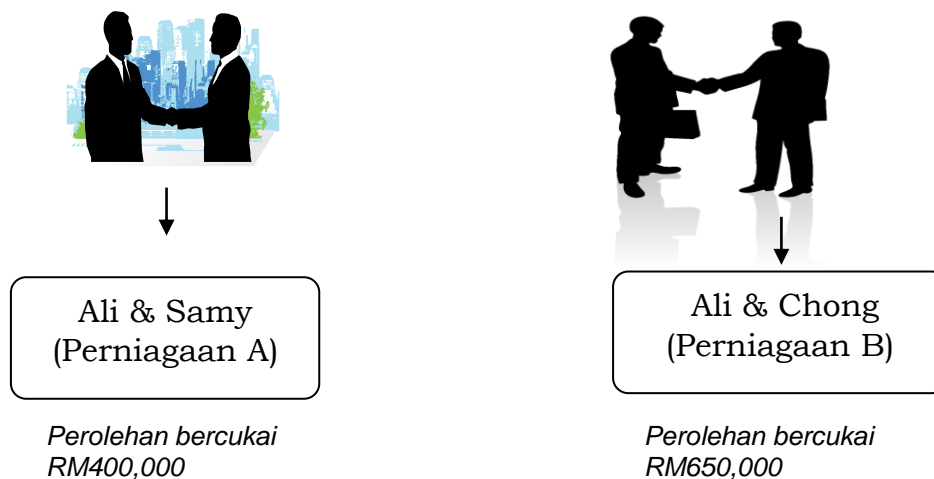 Ali & Samy
(Perniagaan A)
Perolehan bercukai
RM400,000
Ali & Chong
(Perniagaan B)
Perolehan bercukai
RM650,000